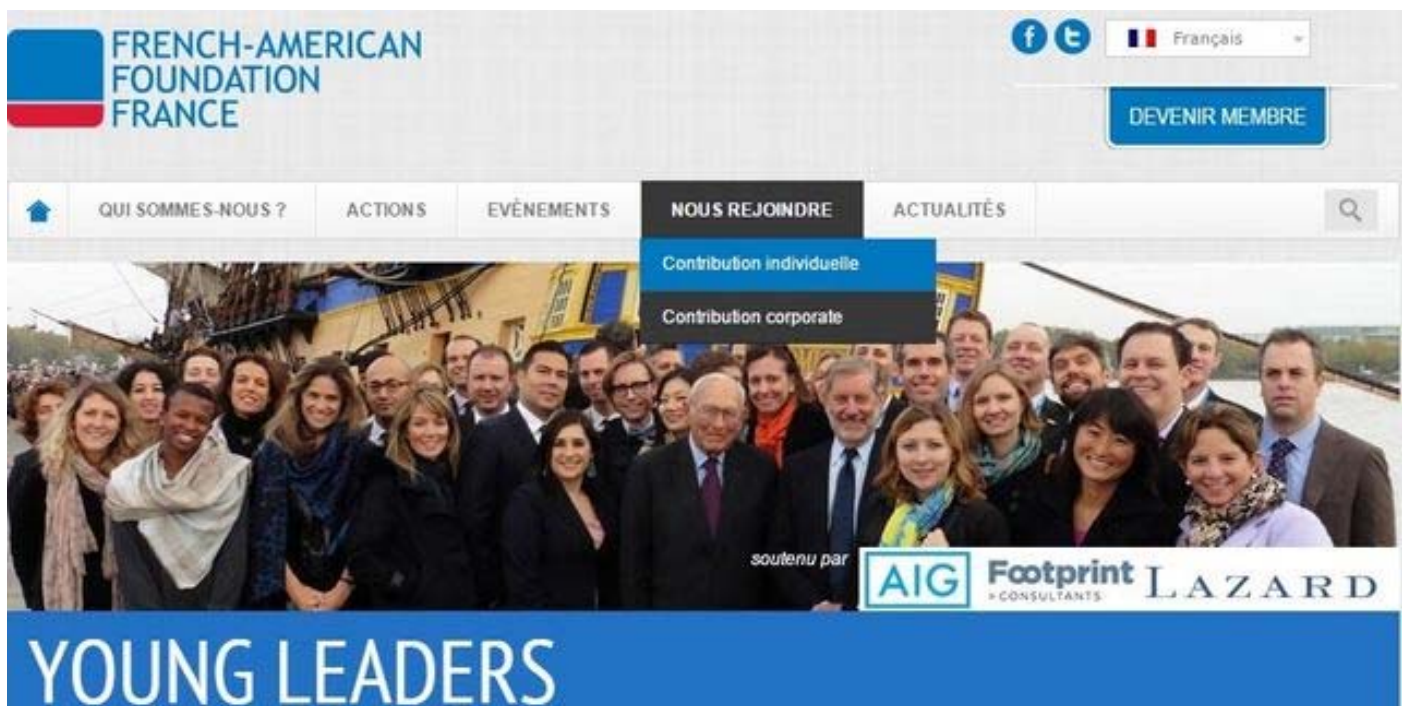 FRENCH-AMERICAN
FOUNDATION
FRANCE
Français
DEVENIR MEMBRE
QUI SOMMES-NOUS ?
ACTIONS
EVÈNEMENTS
NOUS REJOINDRE
ACTUALITÉS
Contribution individuelle
Contribution corporate
soutenu par
AIG
Footprint
> CONSULTANTS
LAZARD
YOUNG LEADERS